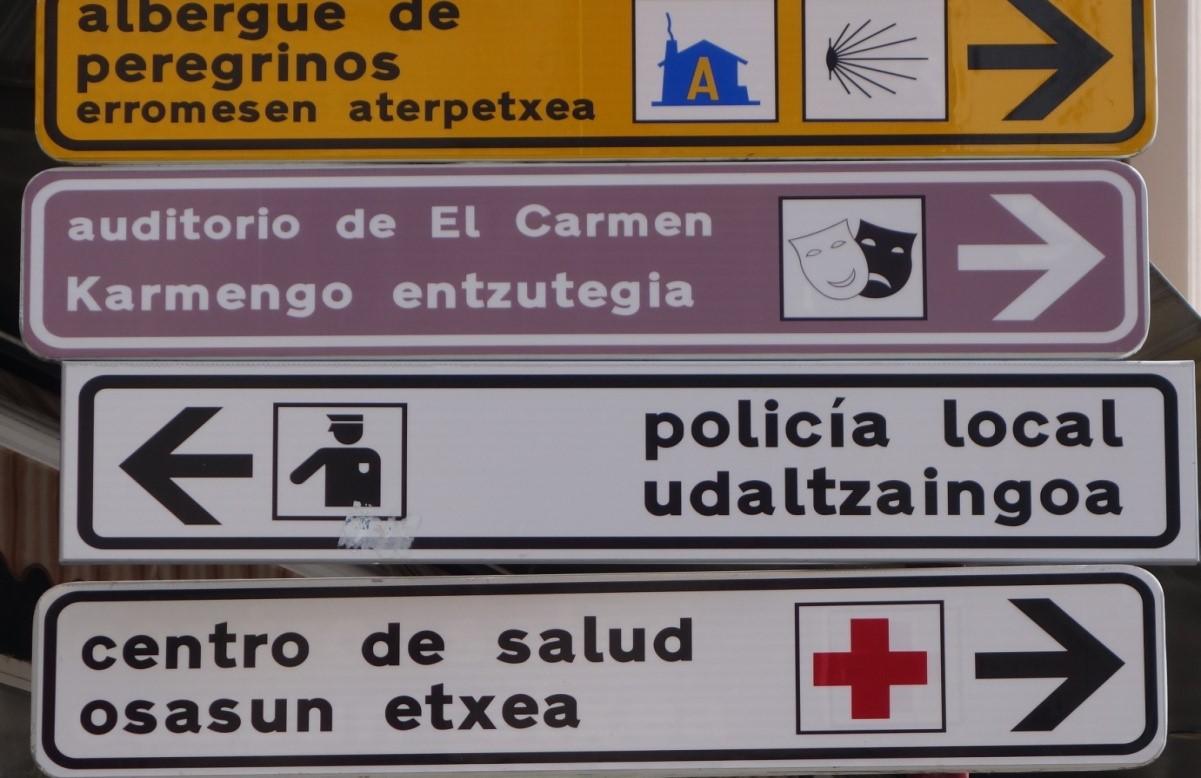 albergue de
peregrinos
erromesen aterpetxea
A
auditorio de El Carmen
Karmengo entzutegia
policía local
udaltzaingoa
centro de salud
osasun etxea